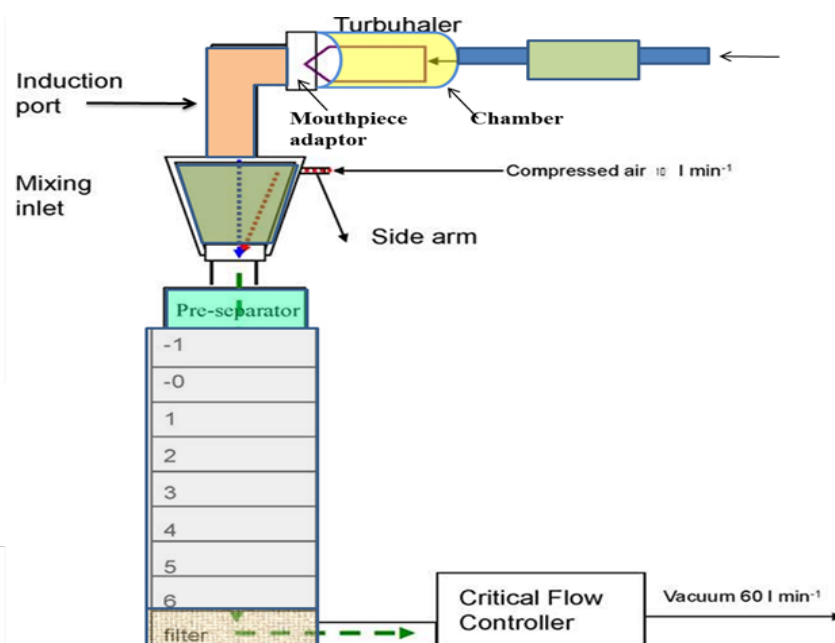 Turbuhaler
Induction
port
Mouthpiece
adaptor
Chamber
Mixing
inlet
Compressed air 10 l min-1
Side arm
Pre-separator
-1
-0
1
2
3
4
5
6
filter
Critical Flow
Controller
Vacuum 60 l min-1